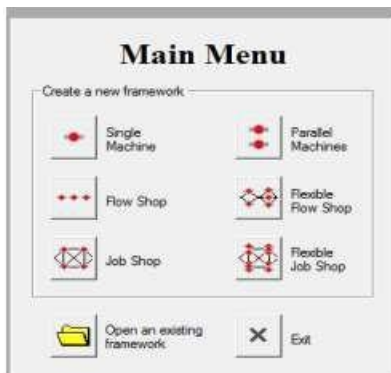 Main Menu
Create a new framework
Single
Machine
Parallel
Machines
Flow Shop
Flexible
Flow Shop
Job Shop
Flexible
Job Shop
Open an existing
framework
Exit